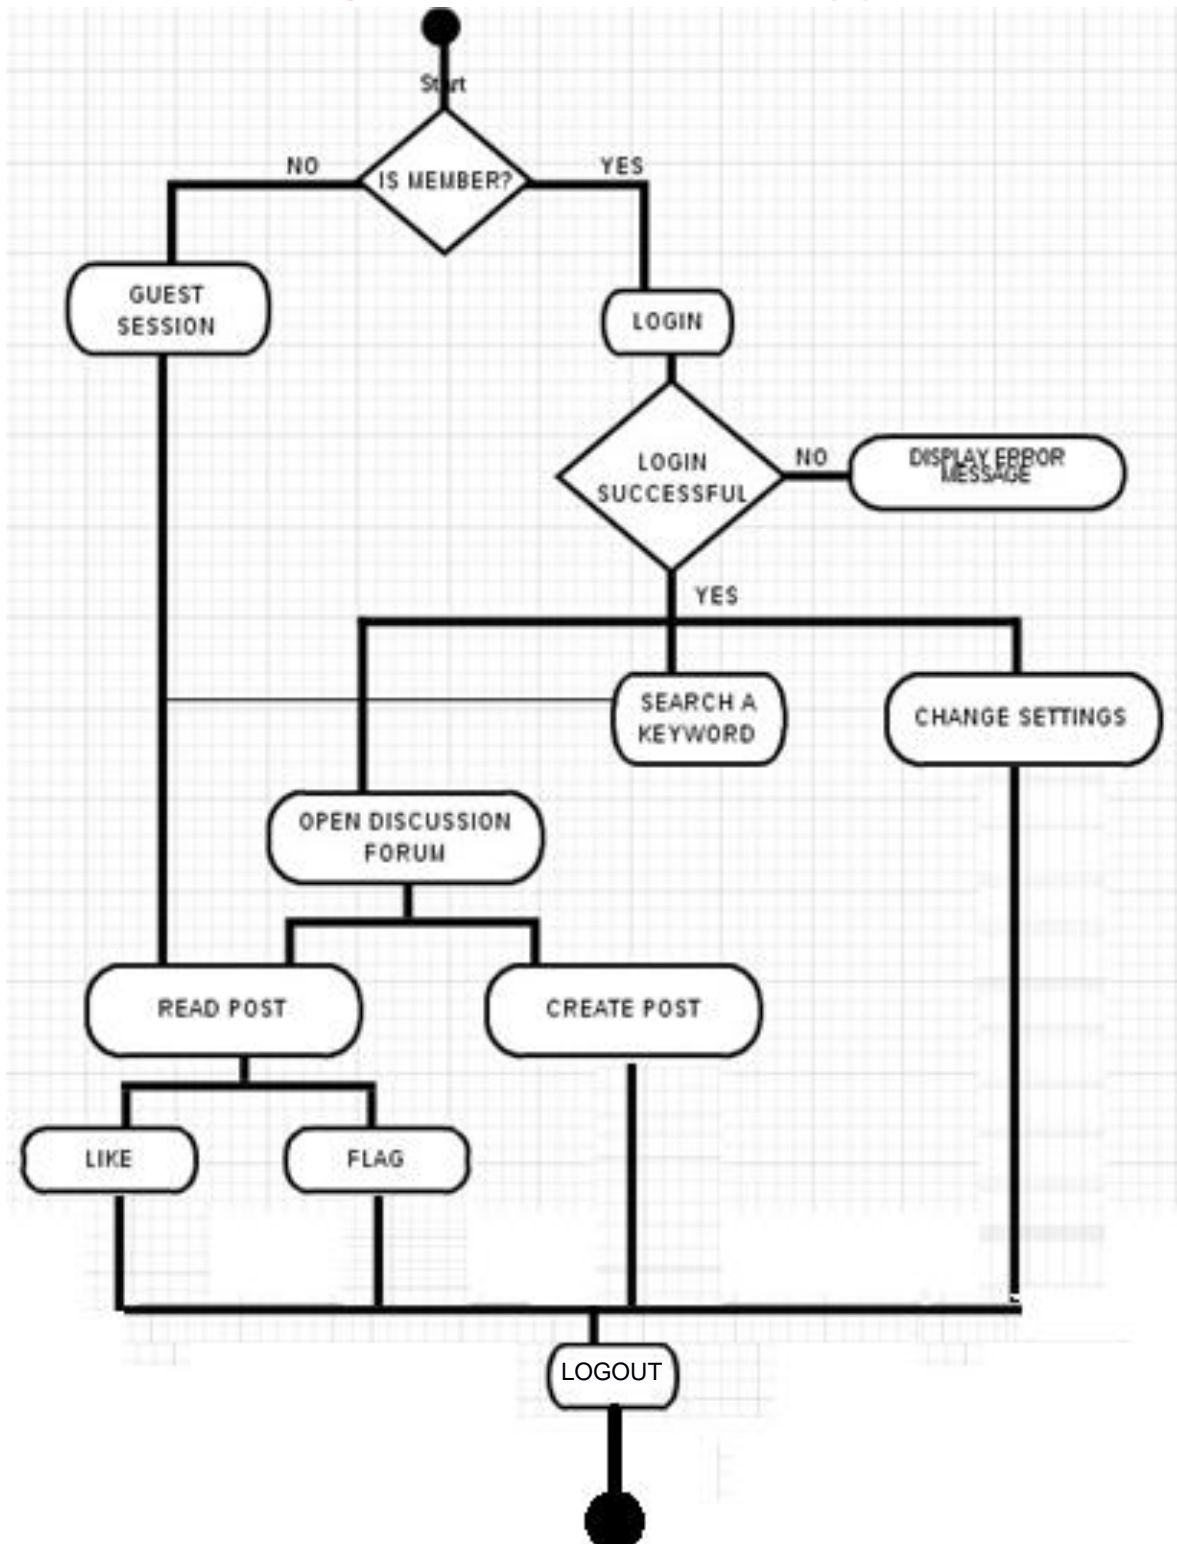 Start
IS MEMBER?
NO
YES
GUEST
SESSION
LOGIN
LOGIN
SUCCESSFUL
NO
DISPLAY ERROR
MESSAGE
YES
SEARCH A
KEYWORD
CHANGE SETTINGS
OPEN DISCUSSION
FORUM
READ POST
CREATE POST
LIKE
FLAG
LOGOUT